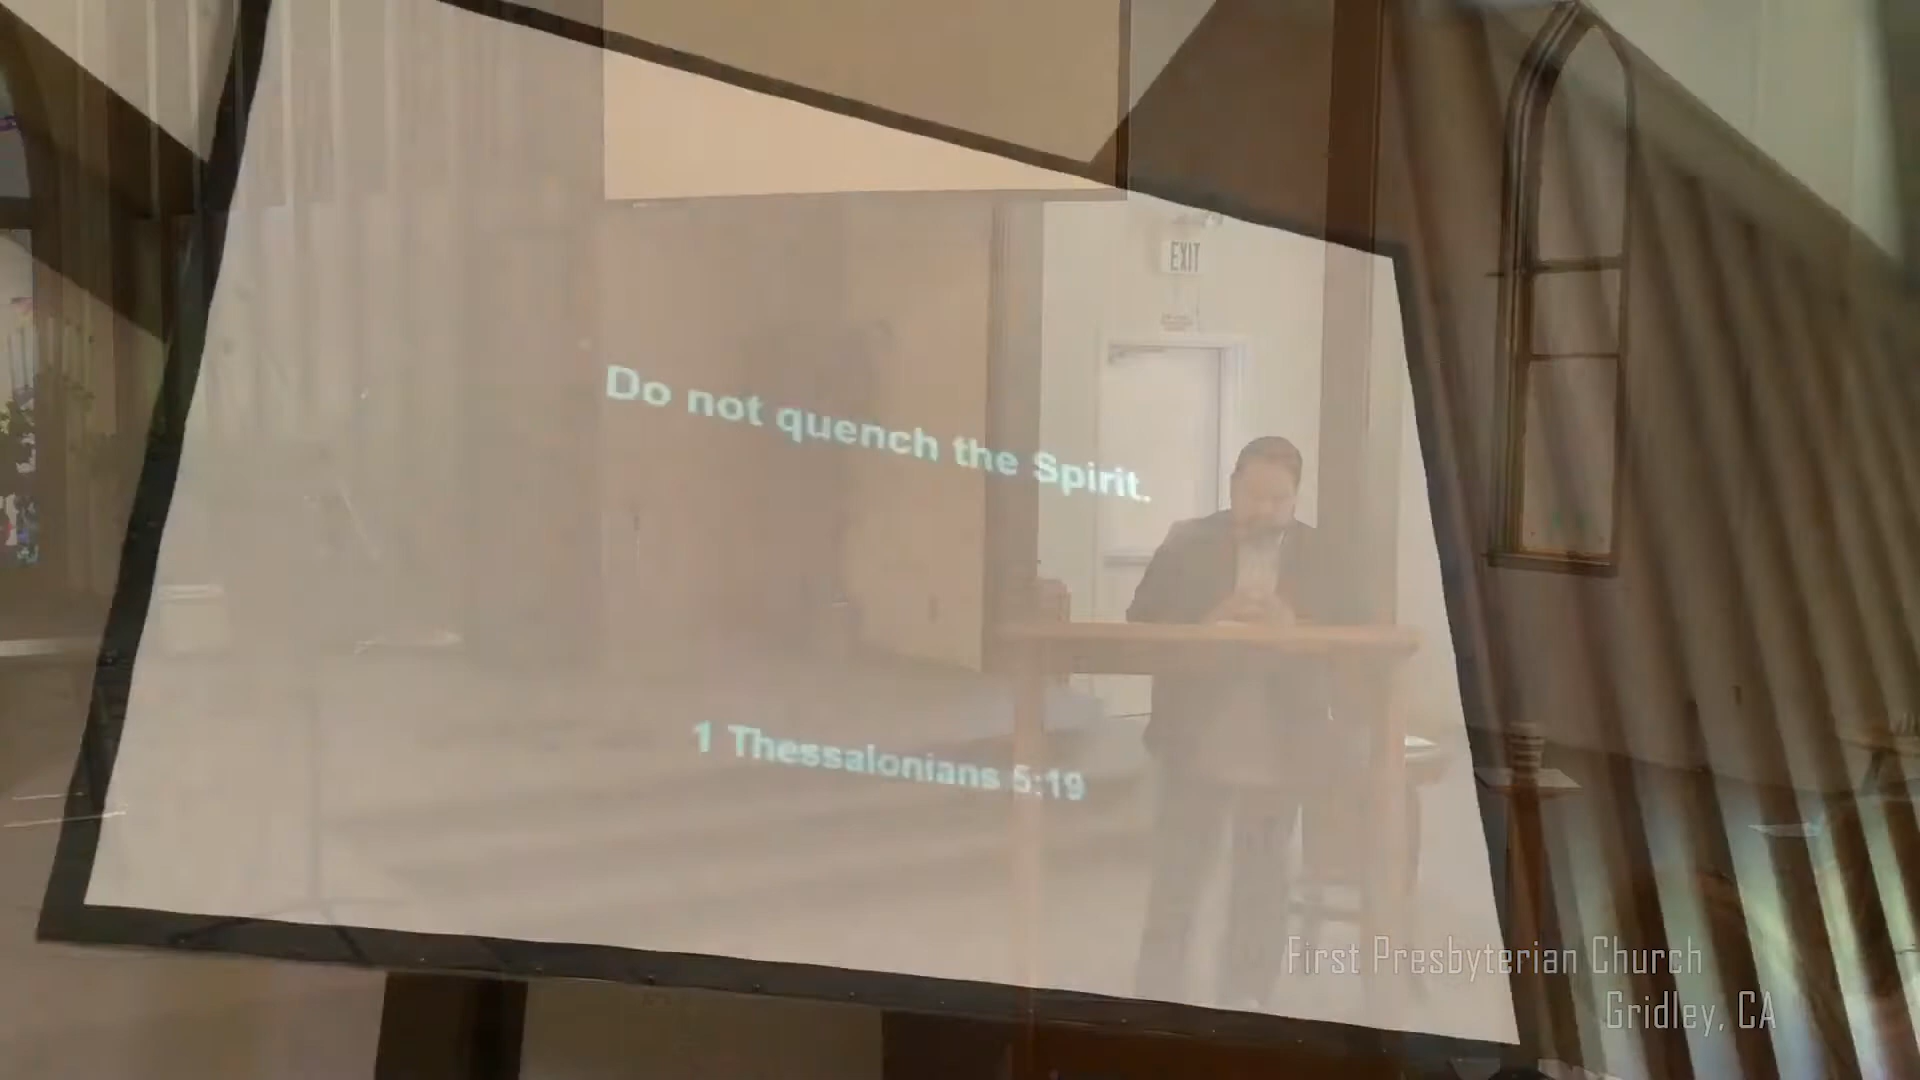 EXIT
Do not quench the Spirit.
1 Thessalonians 5:19
First Presbyterian Church
Gridley, CA